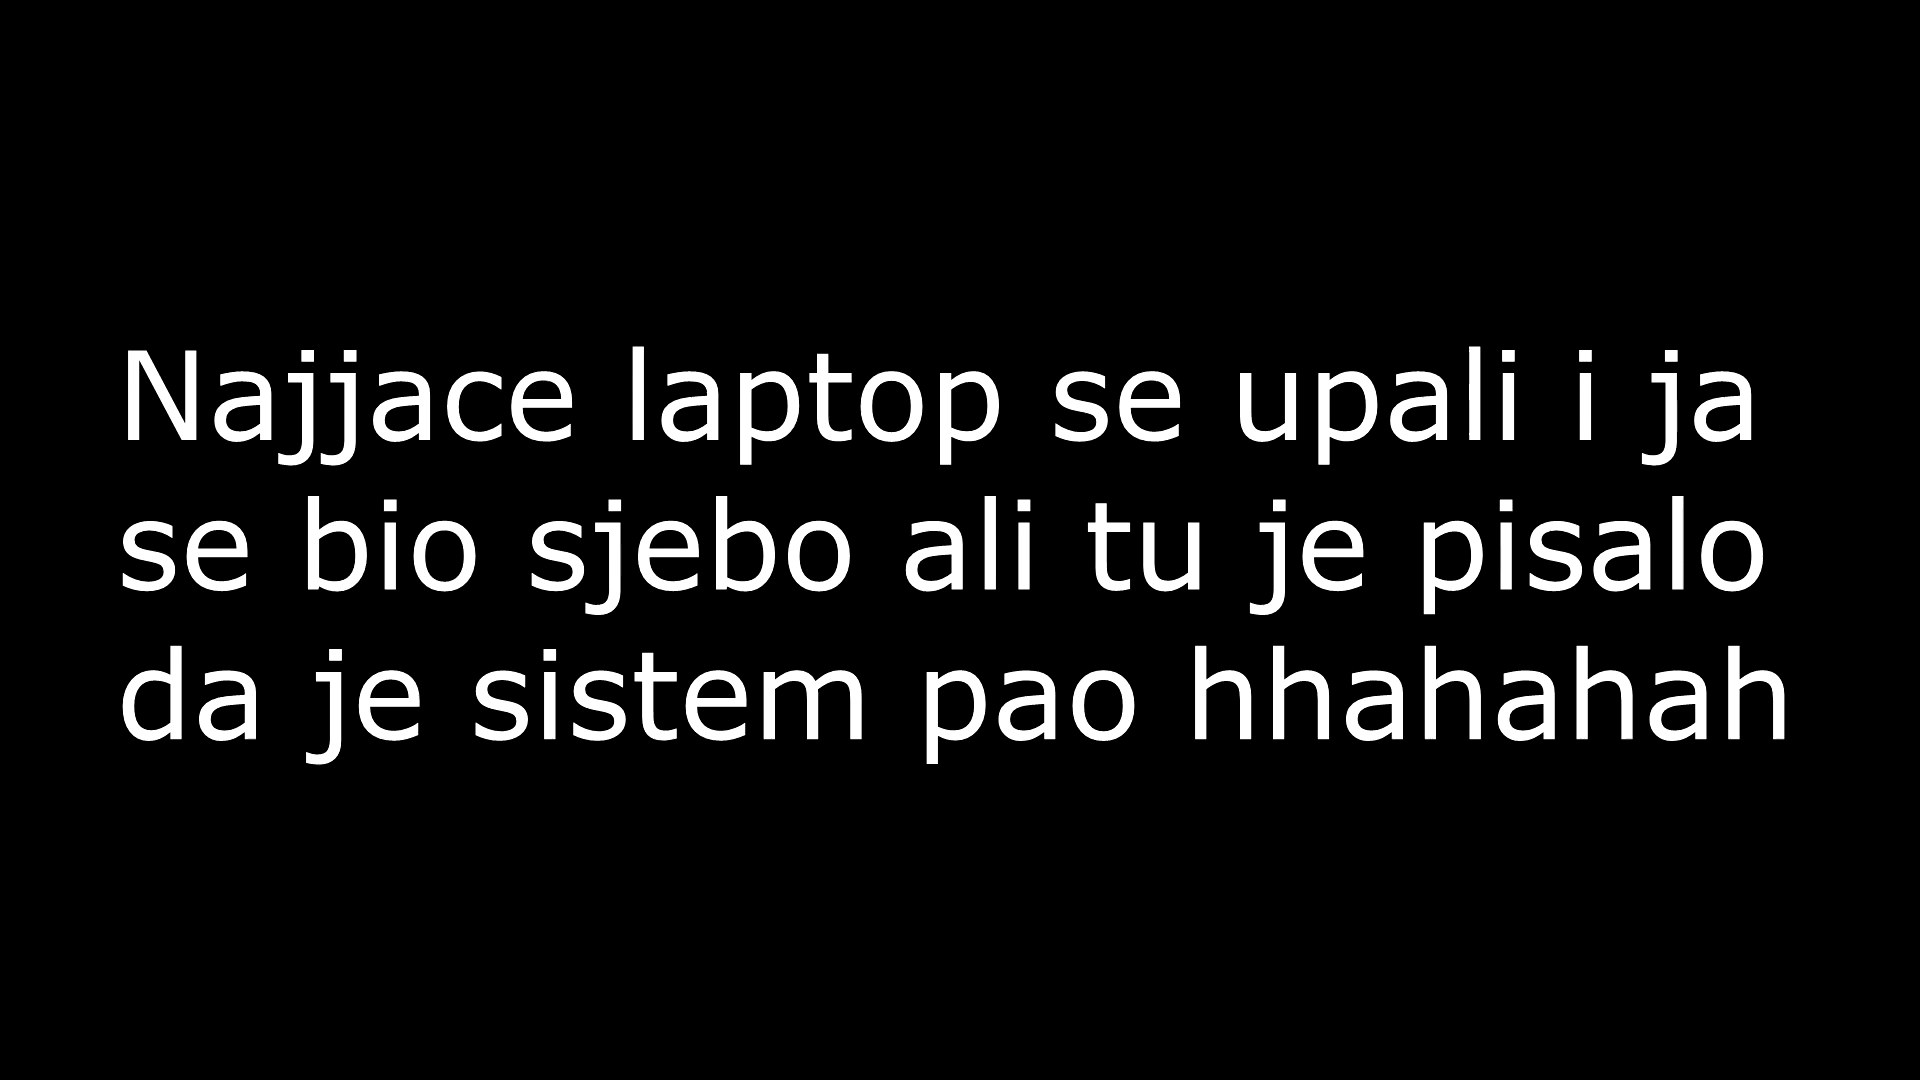 Najjace laptop se upali i ja
se bio sjebo ali tu je pisalo
da je sistem pao hhahahah